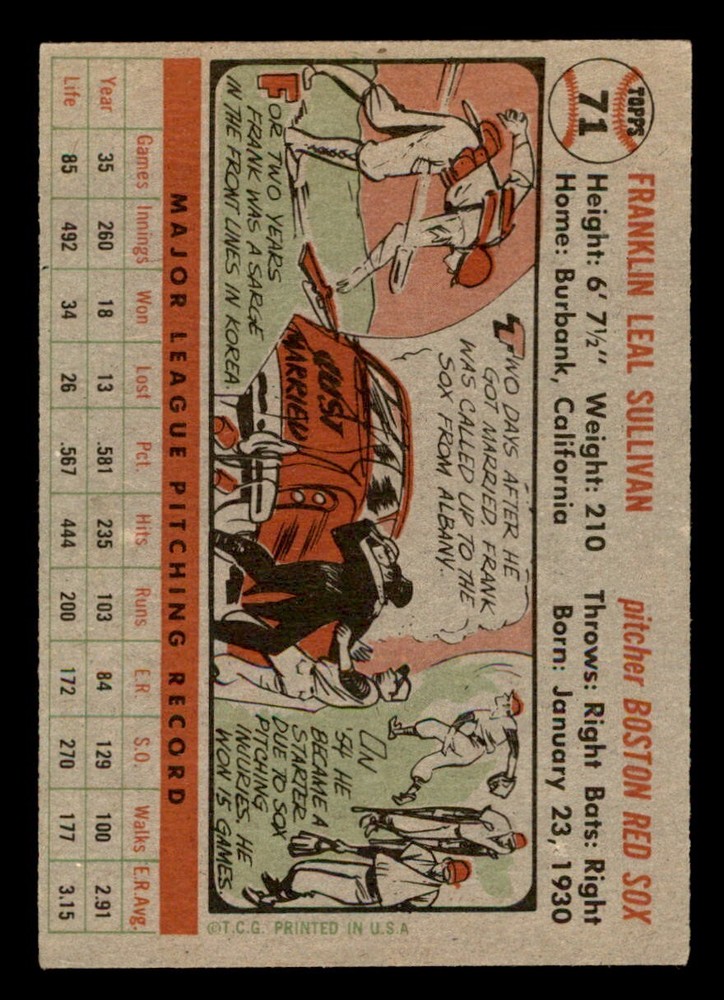 TOPPS
71
FRANKLIN LEAL SULLIVAN pitcher BOSTON RED SOX
Height: 6' 7½" Weight: 210 Throws: Right Bats: Right
Home: Burbank, California Born: January 23, 1930
TWO DAYS AFTER HE
GOT MARRIED, FRANK
WAS CALLED UP TO THE
SOX FROM ALBANY.
JUST
MARRIED
FOR TWO YEARS
FRANK WAS A SARGE
IN THE FRONT LINES IN KOREA.
IN
'54 HE
BECAME A
STARTER
DUE TO SOX
PITCHING
INJURIES. HE
WON 15 GAMES
©T.C.G. PRINTED IN U.S.A
MAJOR LEAGUE PITCHING RECORD
Games Innings Won Lost Pct. Hits Runs E.R S.O. Walks E.R.Avg.
Year 35 260 18 13 .581 235 103 84 129 100 2.91
Life 85 492 34 26 .567 444 200 172 270 177 3.15